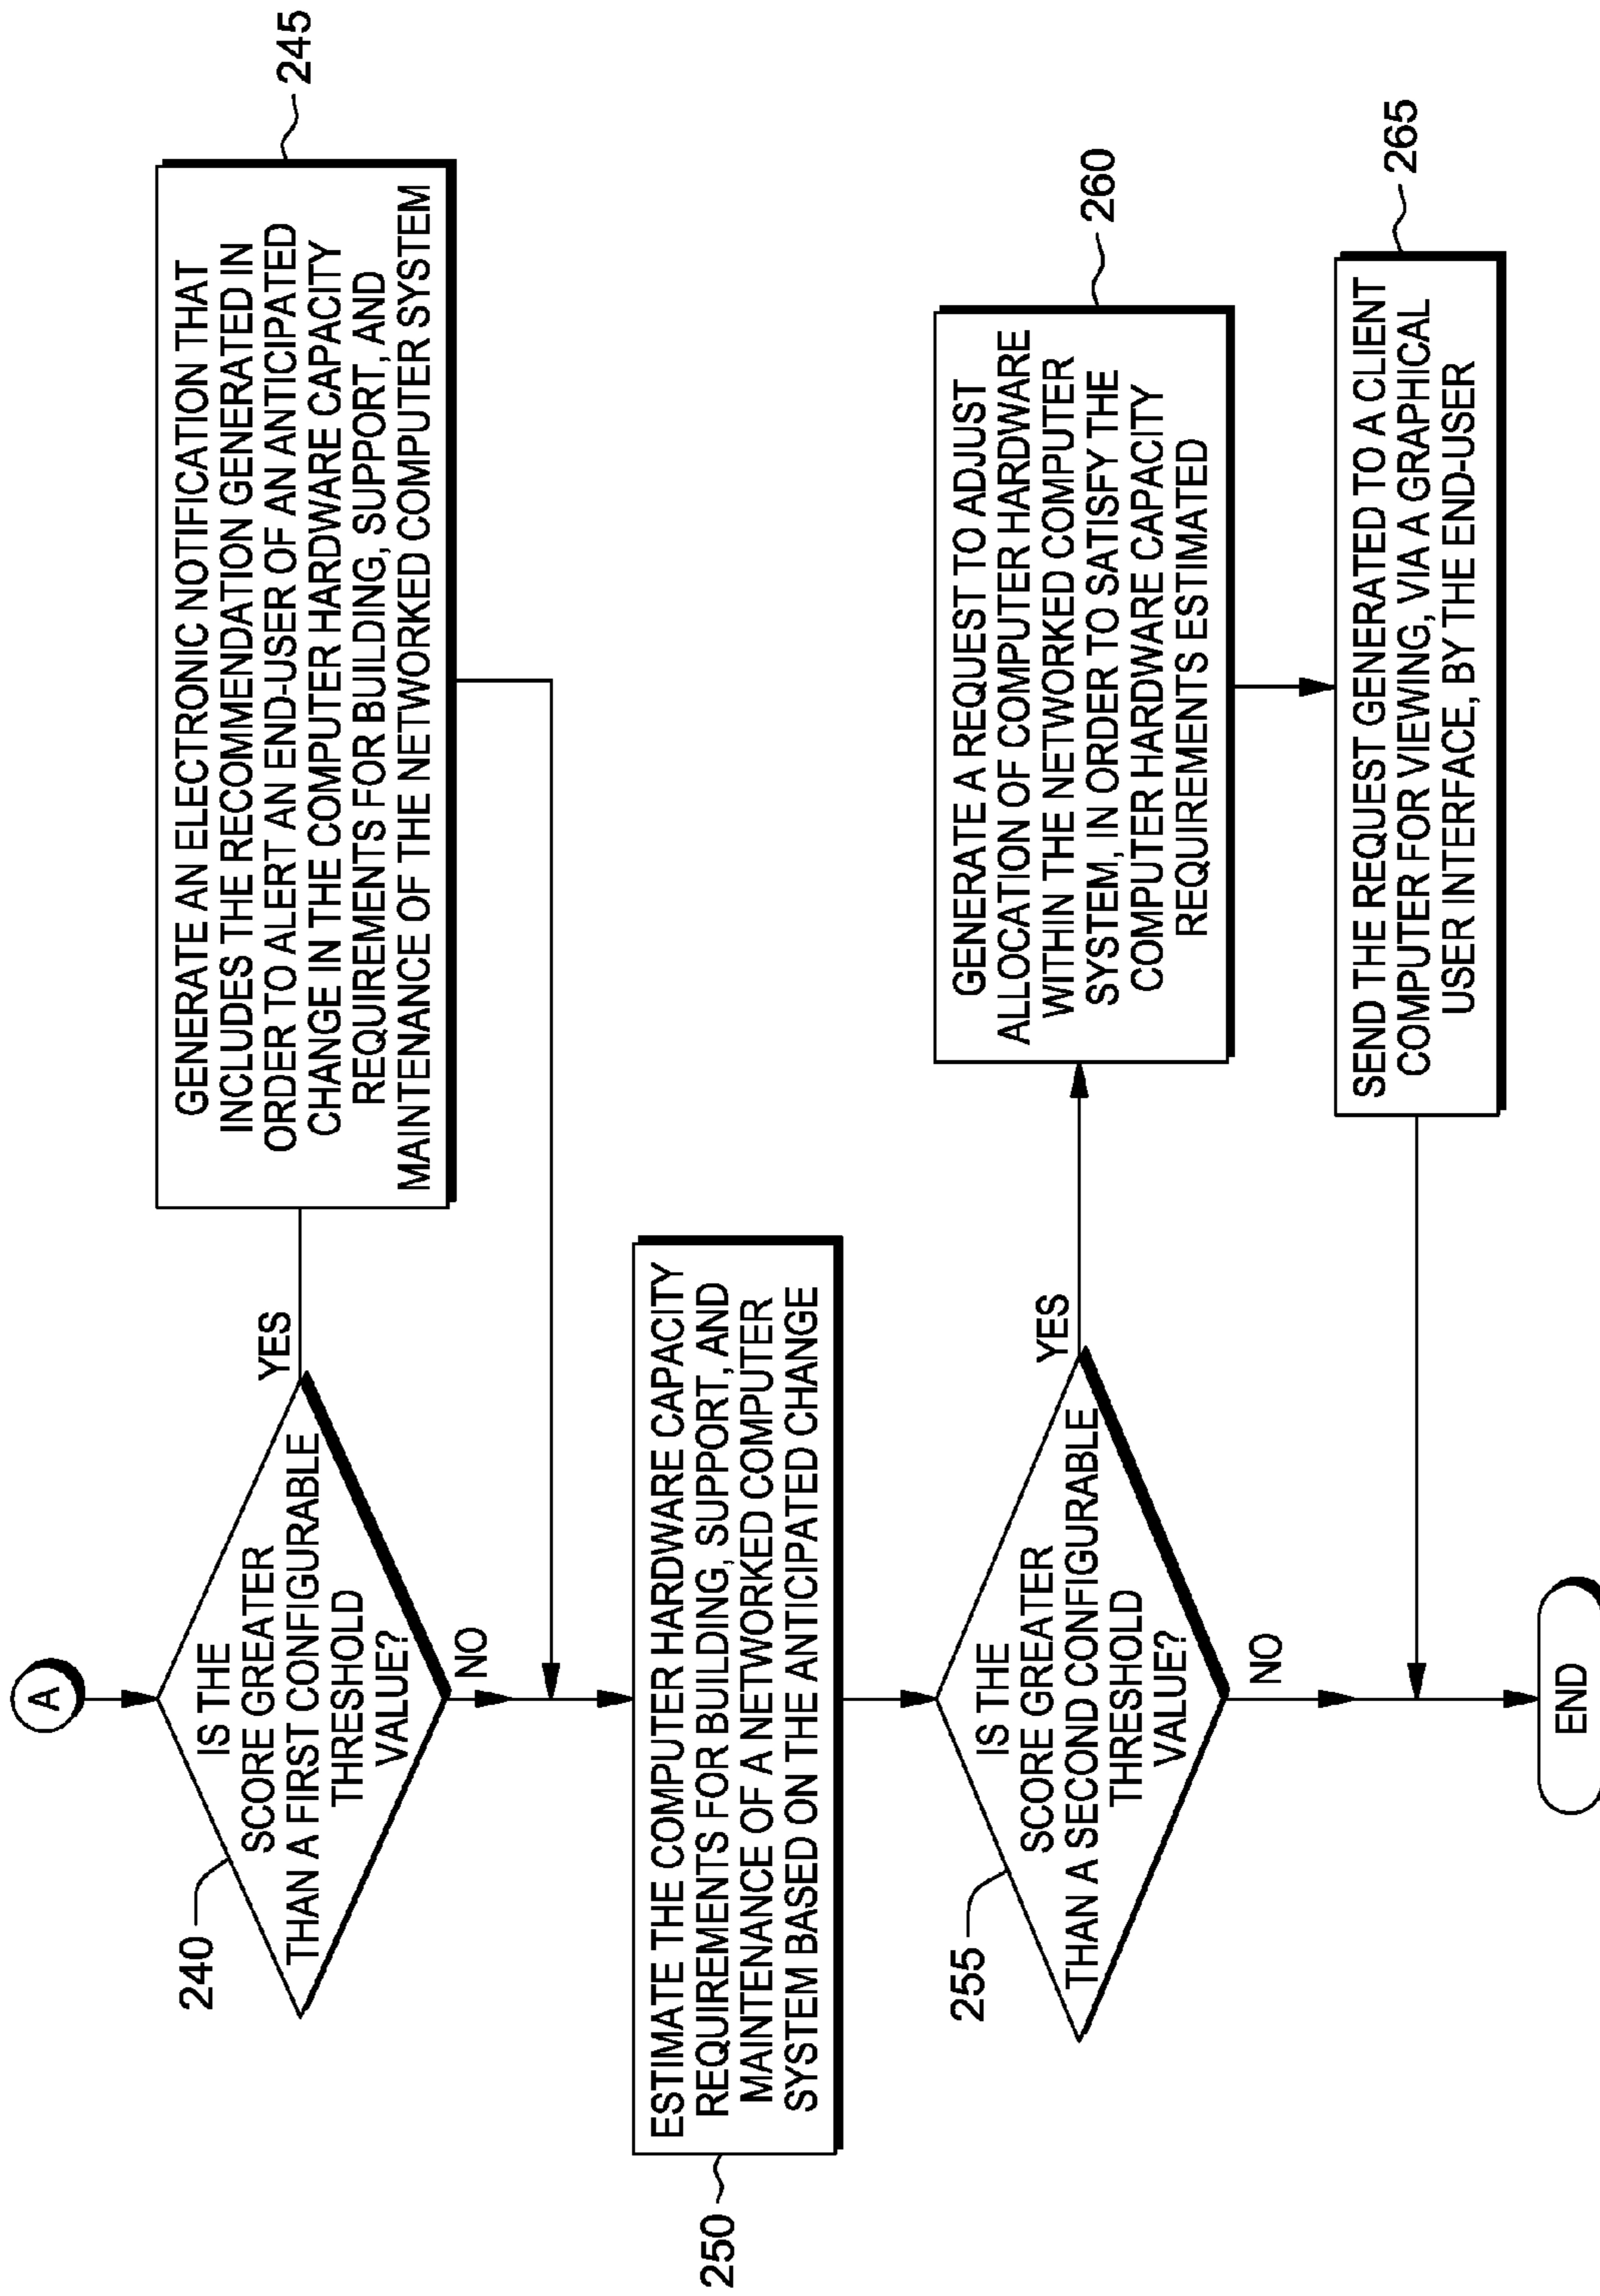 A
240
IS THE
SCORE GREATER
THAN A FIRST CONFIGURABLE
THRESHOLD
VALUE?
YES
NO
GENERATE AN ELECTRONIC NOTIFICATION THAT
INCLUDES THE RECOMMENDATION GENERATED IN
ORDER TO ALERT AN END-USER OF AN ANTICIPATED
CHANGE IN THE COMPUTER HARDWARE CAPACITY
REQUIREMENTS FOR BUILDING, SUPPORT, AND
MAINTENANCE OF THE NETWORKED COMPUTER SYSTEM
245
250
ESTIMATE THE COMPUTER HARDWARE CAPACITY
REQUIREMENTS FOR BUILDING, SUPPORT, AND
MAINTENANCE OF A NETWORKED COMPUTER
SYSTEM BASED ON THE ANTICIPATED CHANGE
255
IS THE
SCORE GREATER
THAN A SECOND CONFIGURABLE
THRESHOLD
VALUE?
YES
NO
GENERATE A REQUEST TO ADJUST
ALLOCATION OF COMPUTER HARDWARE
WITHIN THE NETWORKED COMPUTER
SYSTEM, IN ORDER TO SATISFY THE
COMPUTER HARDWARE CAPACITY
REQUIREMENTS ESTIMATED
260
SEND THE REQUEST GENERATED TO A CLIENT
COMPUTER FOR VIEWING, VIA A GRAPHICAL
USER INTERFACE, BY THE END-USER
265
END